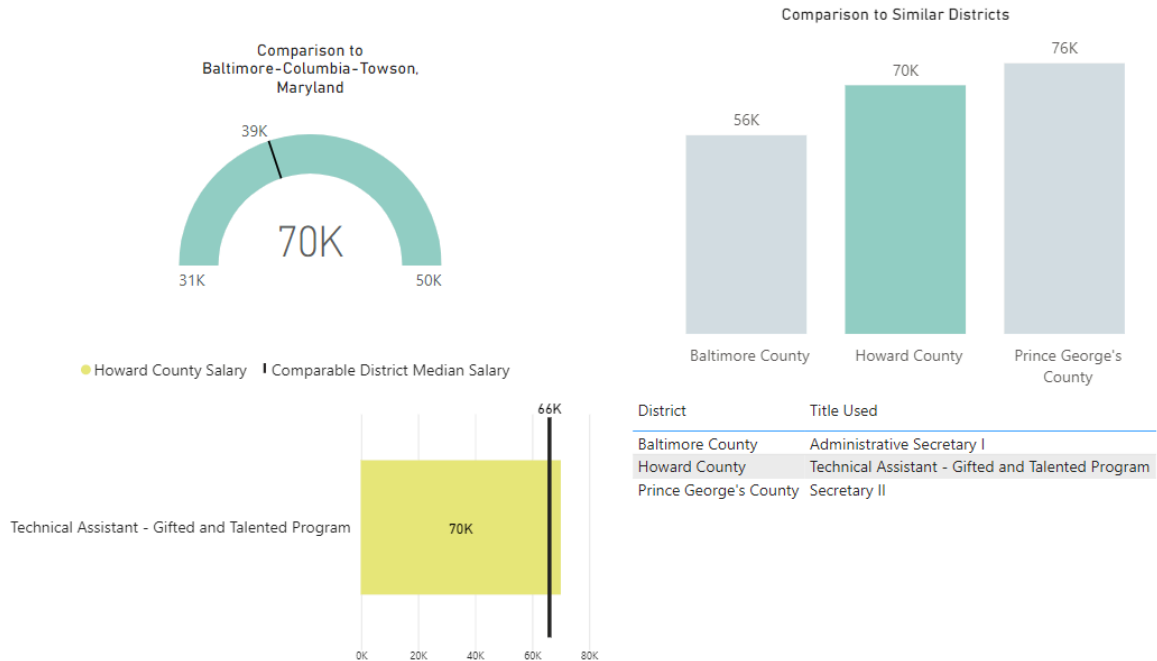 Comparison to
Baltimore-Columbia-Towson,
Maryland
39K
70K
31K
50K
Comparison to Similar Districts
56K
70K
76K
Baltimore County
Howard County
Prince George's
County
Howard County Salary
Comparable District Median Salary
66K
Technical Assistant - Gifted and Talented Program
70K
0K
20K
40K
60K
80K
District Title Used
Baltimore County Administrative Secretary I
Howard County Technical Assistant - Gifted and Talented Program
Prince George's County Secretary II